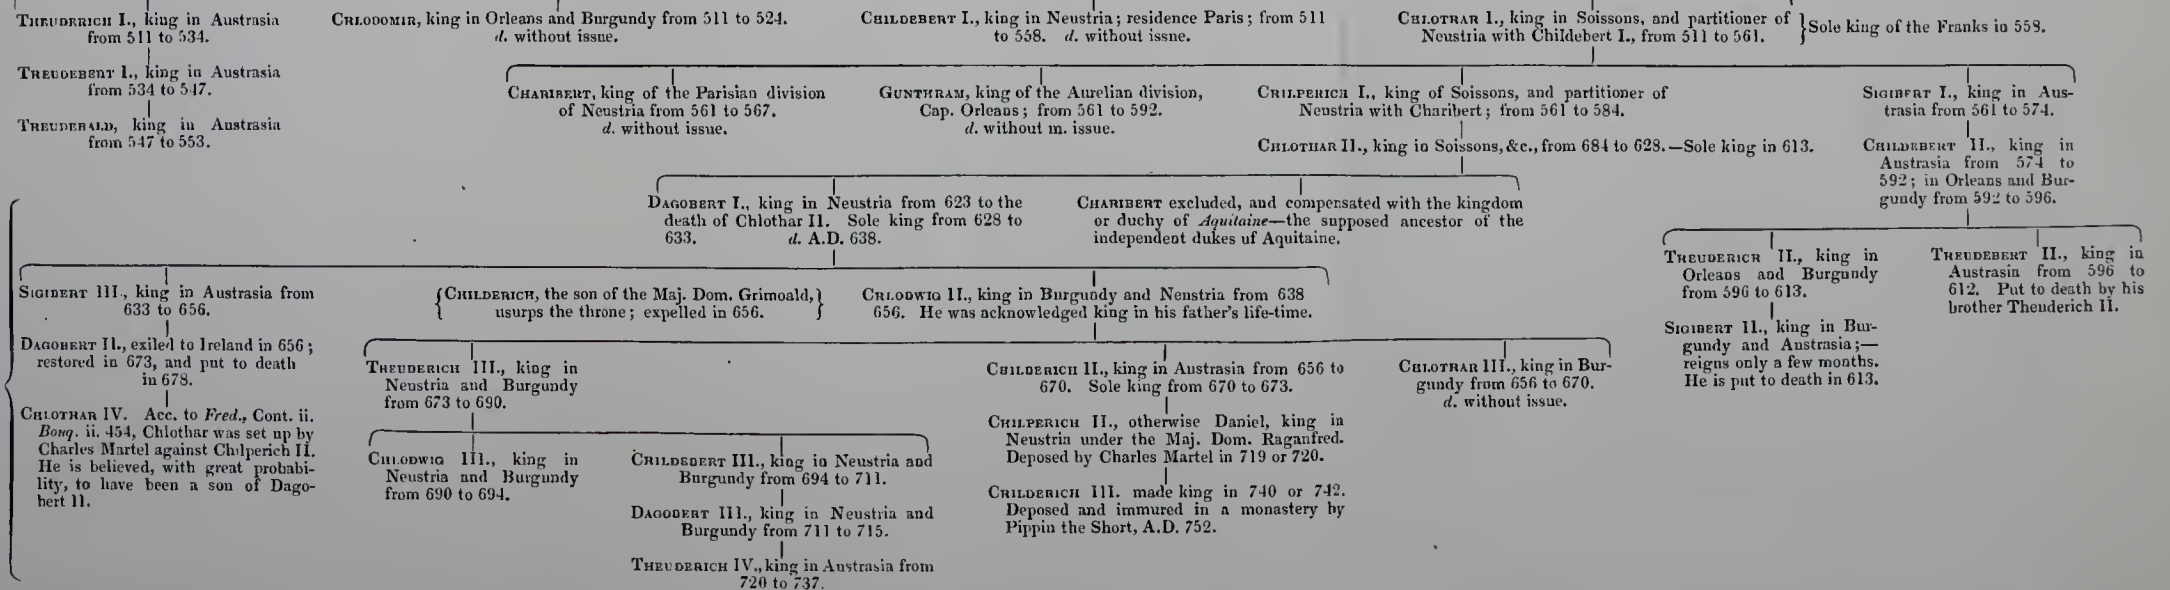 THEUDERICH I., king in Austrasia
from 511 to 534.
CHLODOMIR, king in Orleans and Burgundy from 511 to 524.
d. without issue.
CHILDEBERT I., king in Neustria; residence Paris; from 511
to 558. d. without issue.
CHLOTHAR I., king in Soissons, and partitioner of
Neustria with Childebert I., from 511 to 561.
} Sole king of the Franks in 558.
THEUDEBERT I., king in Austrasia
from 534 to 547.
THEUDEBALD, king in Austrasia
from 547 to 553.
CHARIBERT, king of the Parisian division
of Neustria from 561 to 567.
d. without issue.
GUNTHRAM, king of the Aurelian division,
Cap. Orleans; from 561 to 592.
d. without m. issue.
CHILPERICH I., king of Soissons, and partitioner of
Neustria with Charibert; from 561 to 584.
SIGIBERT I., king in Aus-
trasia from 561 to 574.
CHLOTHAR II., king in Soissons, &c., from 684 to 628.—Sole king in 613.
CHILDEBERT II., king in
Austrasia from 574 to
592; in Orleans and Bur-
gundy from 592 to 596.
DAGOBERT I., king in Neustria from 623 to the
death of Chlothar II. Sole king from 628 to
633. d. A.D. 638.
CHARIBERT excluded, and compensated with the kingdom
or duchy of Aquitaine—the supposed ancestor of the
independent dukes of Aquitaine.
THEUDERICH II., king in
Orleans and Burgundy
from 596 to 613.
THEUDEBERT II., king in
Austrasia from 596 to
612. Put to death by his
brother Theuderich II.
SIGIBERT II., king in Bur-
gundy and Austrasia;—
reigns only a few months.
He is put to death in 613.
SIGIBERT III., king in Austrasia from
633 to 656.
{CHILDERICH, the son of the Maj. Dom. Grimoald,}
usurps the throne; expelled in 656.
CHLODWIG II., king in Burgundy and Neustria from 638
656. He was acknowledged king in his father's life-time.
DAGOBERT II., exiled to Ireland in 656;
restored in 673, and put to death
in 678.
THEUDERICH III., king in
Neustria and Burgundy
from 673 to 690.
CHILDERICH II., king in Austrasia from 656 to
670. Sole king from 670 to 673.
CHLOTHAR III., king in Bur-
gundy from 656 to 670.
d. without issue.
CHLOTHAR IV. Acc. to Fred., Cont. ii.
Bouq. ii. 454, Chlothar was set up by
Charles Martel against Chilperich II.
He is believed, with great probabi-
lity, to have been a son of Dago-
bert II.
CHLODWIG III., king in
Neustria and Burgundy
from 690 to 694.
CHILDEBERT III., king in Neustria and
Burgundy from 694 to 711.
CHILPERICH II., otherwise Daniel, king in
Neustria under the Maj. Dom. Raganfred.
Deposed by Charles Martel in 719 or 720.
DAGOBERT III., king in Neustria and
Burgundy from 711 to 715.
CHILDERICH III. made king in 740 or 742.
Deposed and immured in a monastery by
Pippin the Short, A.D. 752.
THEUDERICH IV., king in Austrasia from
720 to 737.